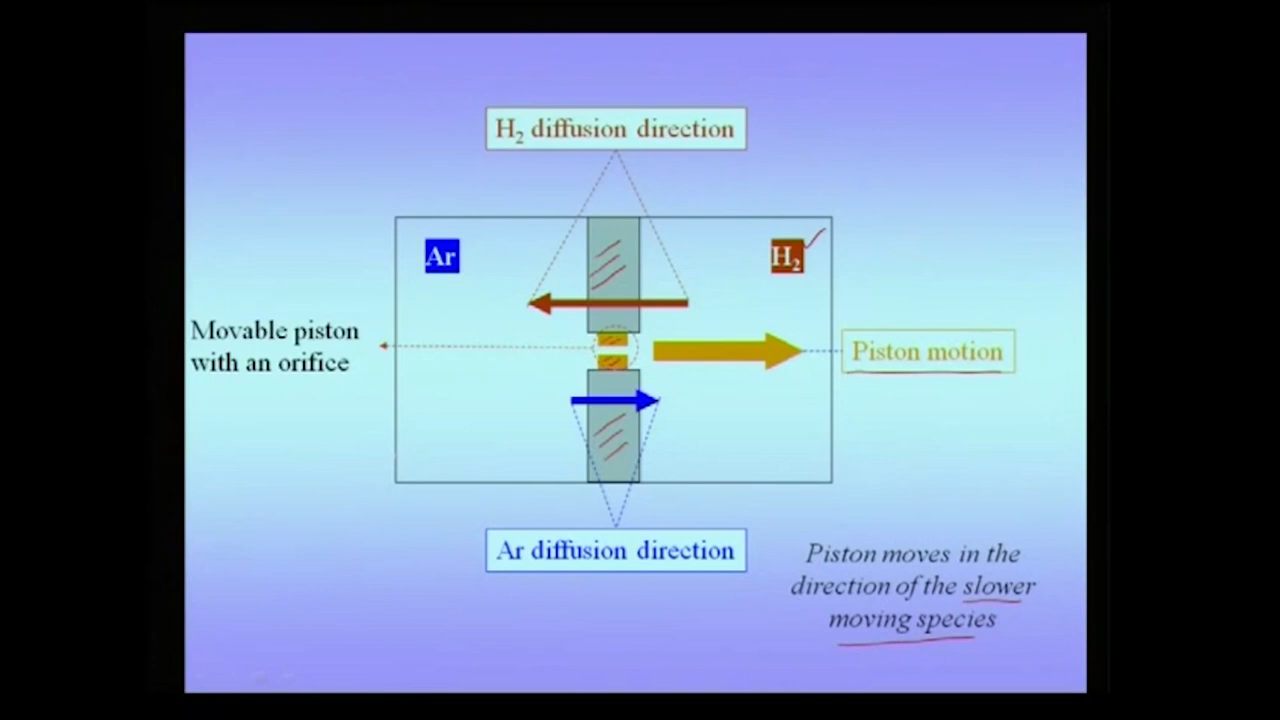 H₂ diffusion direction
Ar
H₂
Movable piston
with an orifice
Piston motion
Ar diffusion direction
Piston moves in the
direction of the slower
moving species